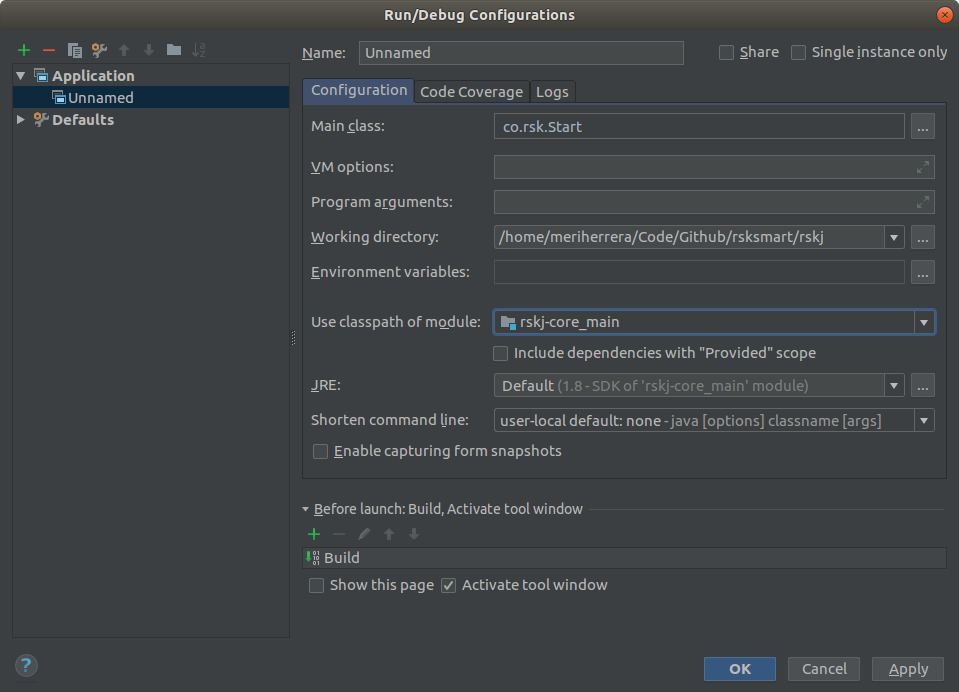 Run/Debug Configurations
Name: Unnamed Share Single instance only
Application
Unnamed
Defaults
Configuration Code Coverage Logs
Main class: co.rsk.Start ...
VM options:
Program arguments:
Working directory: /home/meriherrera/Code/Github/rsksmart/rskj ...
Environment variables: ...
Use classpath of module: rskj-core_main
Include dependencies with "Provided" scope
JRE: Default (1.8 - SDK of 'rskj-core_main' module) ...
Shorten command line: user-local default: none - java [options] classname [args]
Enable capturing form snapshots
Before launch: Build, Activate tool window
Build
Show this page Activate tool window
? OK Cancel Apply